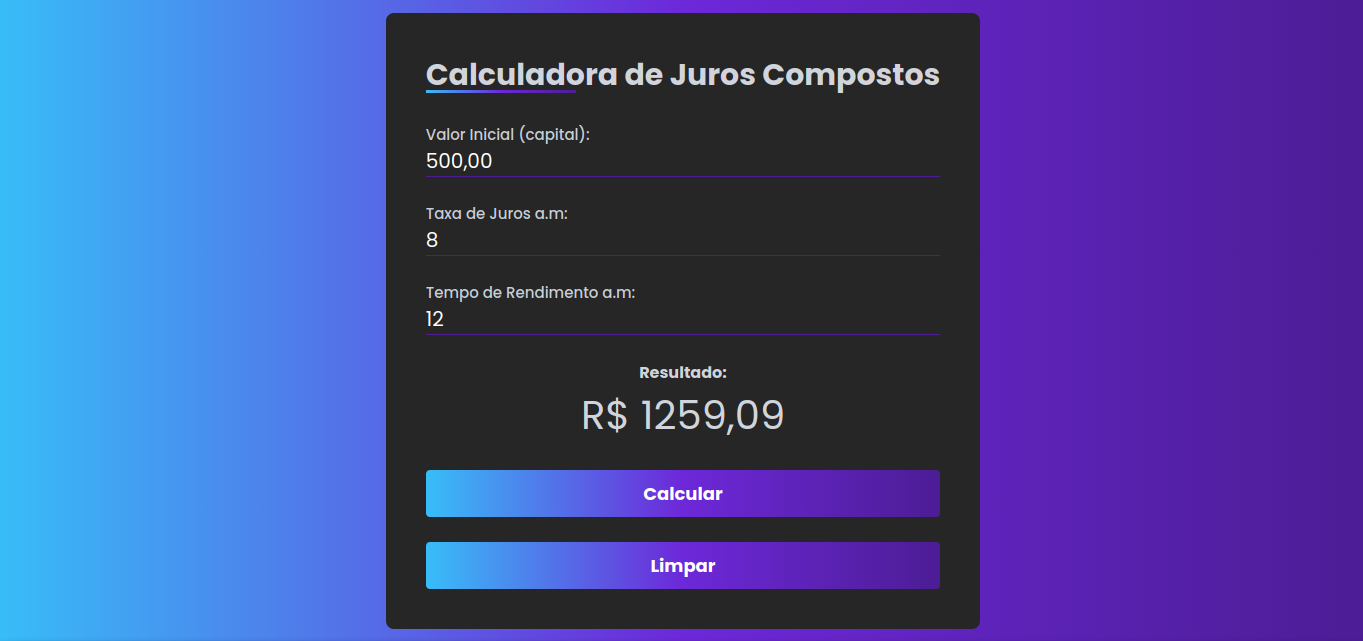 Calculadora de Juros Compostos
Valor Inicial (capital):
500,00
Taxa de Juros a.m:
8
Tempo de Rendimento a.m:
12
Resultado:
R$ 1259,09
Calcular
Limpar